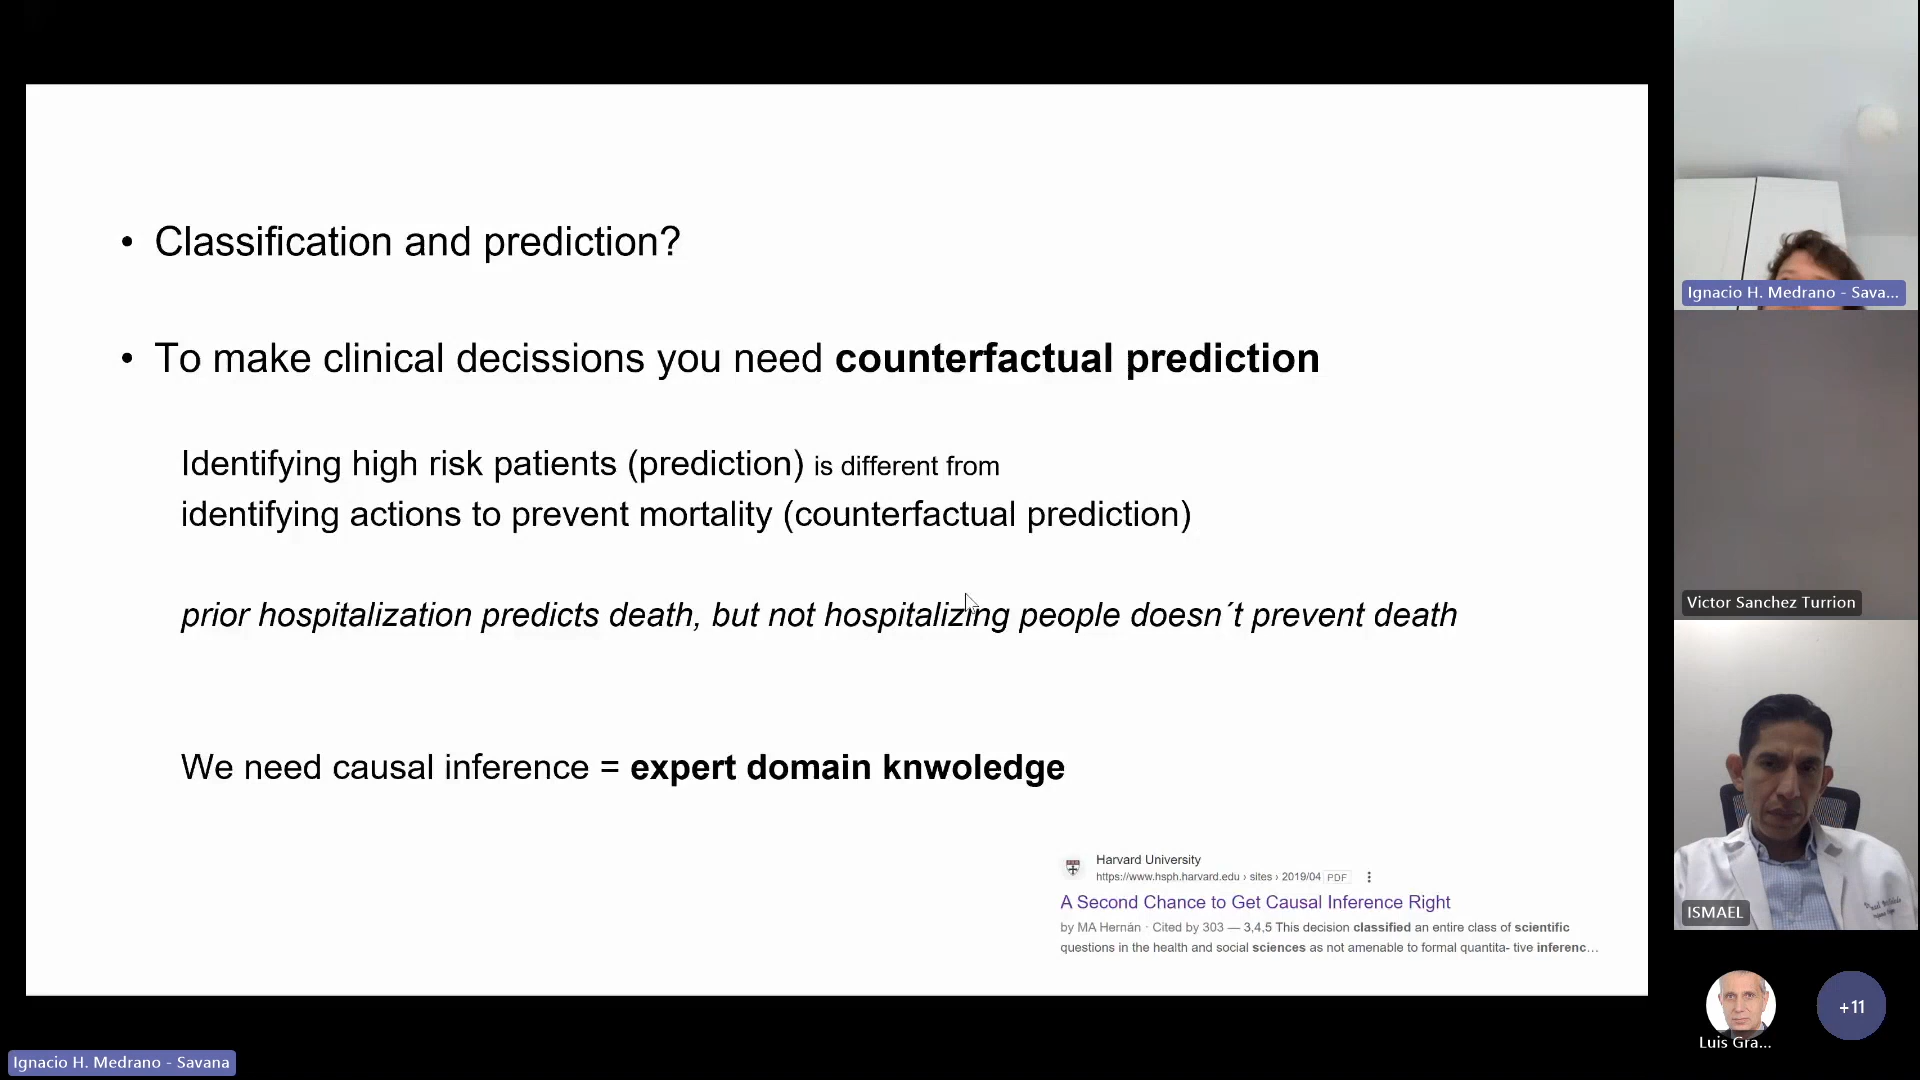 Classification and prediction?
To make clinical decissions you need counterfactual prediction
Identifying high risk patients (prediction) is different from
identifying actions to prevent mortality (counterfactual prediction)
prior hospitalization predicts death, but not hospitalizing people doesn´t prevent death
We need causal inference = expert domain knwoledge
Harvard University
https://www.hsph.harvard.edu › sites › 2019/04 PDF
A Second Chance to Get Causal Inference Right
by MA Hernán · Cited by 303 — 3,4,5 This decision classified an entire class of scientific
questions in the health and social sciences as not amenable to formal quantita- tive inferenc...
Ignacio H. Medrano - Sava...
Victor Sanchez Turrion
ISMAEL
Luis Gra...
+11
Ignacio H. Medrano - Savana